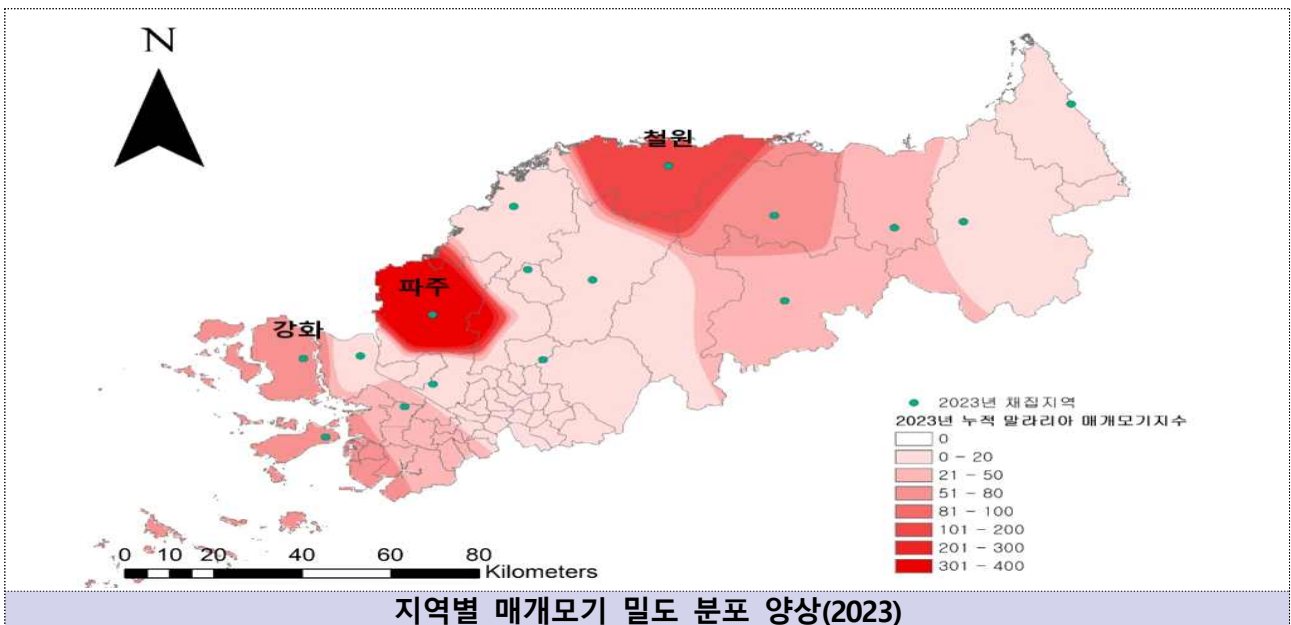 N
철원
파주
강화
2023년 채집지역
2023년 누적 말라리아 매개모기지수
0
0 - 20
21 - 50
51 - 80
81 - 100
101 - 200
201 - 300
301 - 400
0 10 20 40 60 80
Kilometers
지역별 매개모기 밀도 분포 양상(2023)